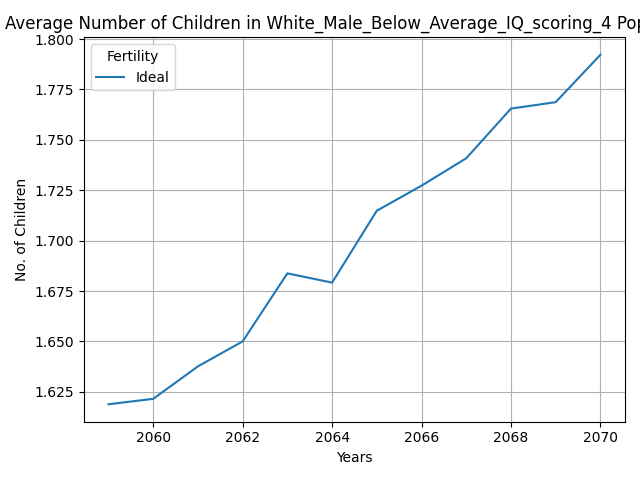 Average Number of Children in White_Male_Below_Average_IQ_scoring_4 Pop
Fertility
Ideal
No. of Children
1.800
1.775
1.750
1.725
1.700
1.675
1.650
1.625
2060 2062 2064 2066 2068 2070
Years